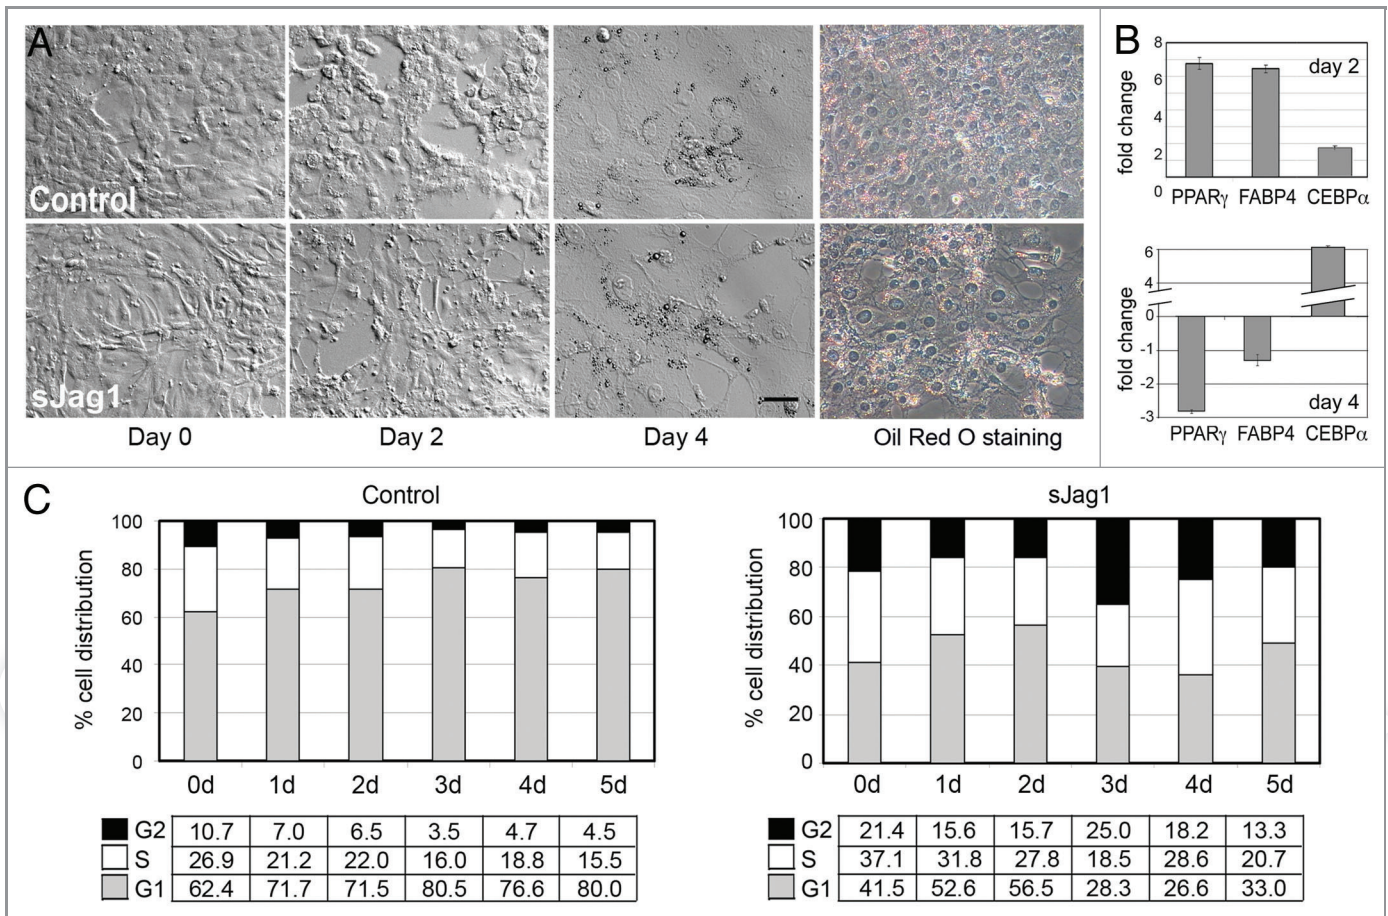 A
Control
sJag1
Day 0
Day 2
Day 4
Oil Red O staining
B
fold change
8
6
4
2
0
day 2
PPARγ FABP4 CEBPα
fold change
6
4
0
-1
-2
-3
day 4
PPARγ FABP4 CEBPα
C
Control
% cell distribution
100
80
60
40
20
0
0d 1d 2d 3d 4d 5d
G2 10.7 7.0 6.5 3.5 4.7 4.5
S 26.9 21.2 22.0 16.0 18.8 15.5
G1 62.4 71.7 71.5 80.5 76.6 80.0
sJag1
% cell distribution
100
80
60
40
20
0
0d 1d 2d 3d 4d 5d
G2 21.4 15.6 15.7 25.0 18.2 13.3
S 37.1 31.8 27.8 18.5 28.6 20.7
G1 41.5 52.6 56.5 28.3 26.6 33.0